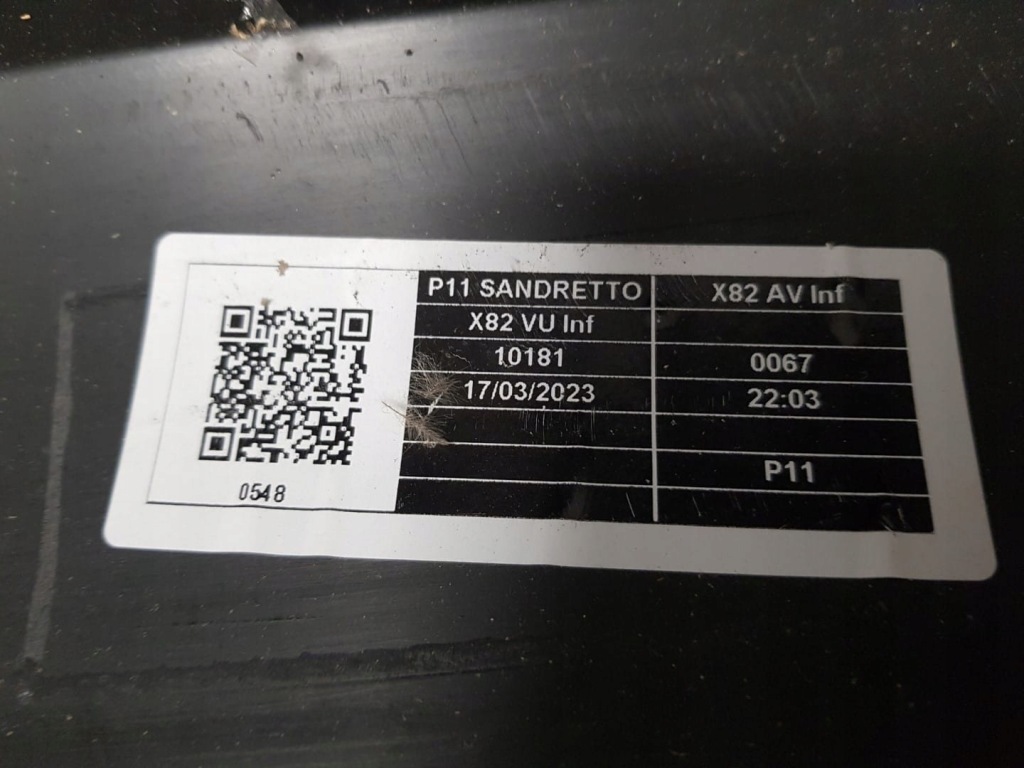 P11 SANDRETTO X82 AV Inf
X82 VU Inf
10181 0067
17/03/2023 22:03
P11
0548